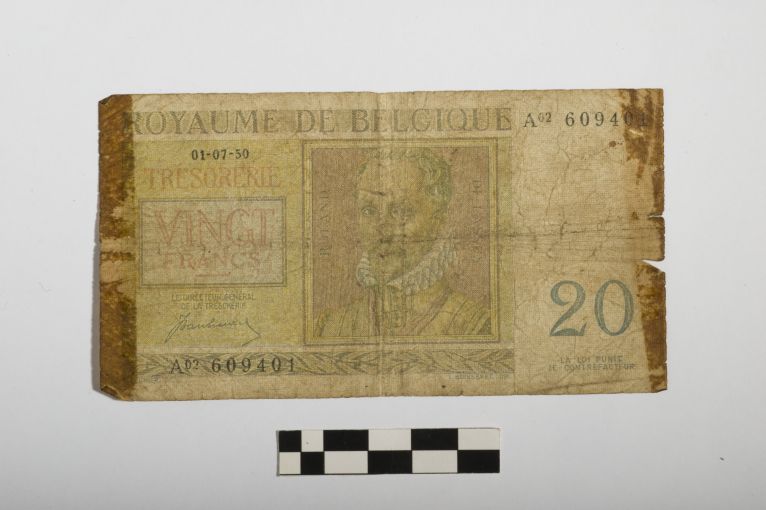 ROYAUME DE BELGIQUE
A02 609401
01-07-50
TRESORERIE
VINGT
FRANCS
ROLAND
LE DIRECTEUR GENERAL
DE LA TRESORERIE
20
A02 609401
LA LOI PUNIT
LE CONTREFACTEUR